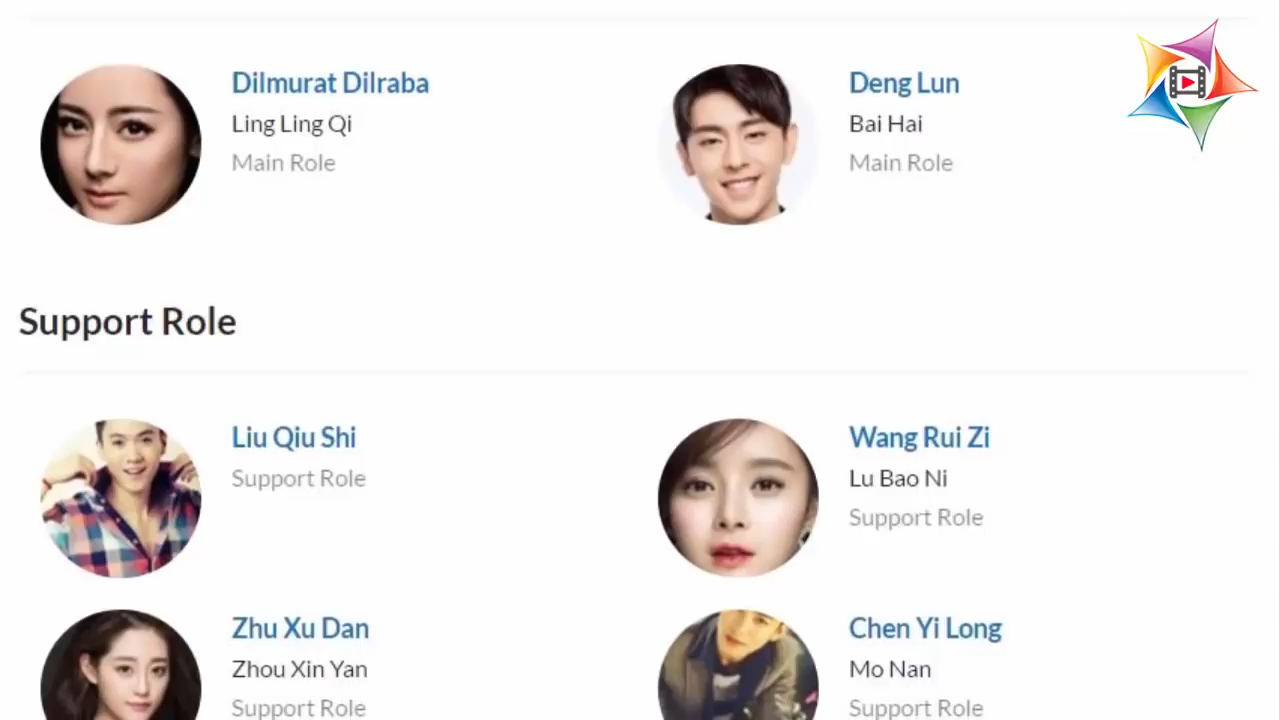 Dilmurat Dilraba
Ling Ling Qi
Main Role
Deng Lun
Bai Hai
Main Role
Support Role
Liu Qiu Shi
Support Role
Wang Rui Zi
Lu Bao Ni
Support Role
Zhu Xu Dan
Zhou Xin Yan
Support Role
Chen Yi Long
Mo Nan
Support Role